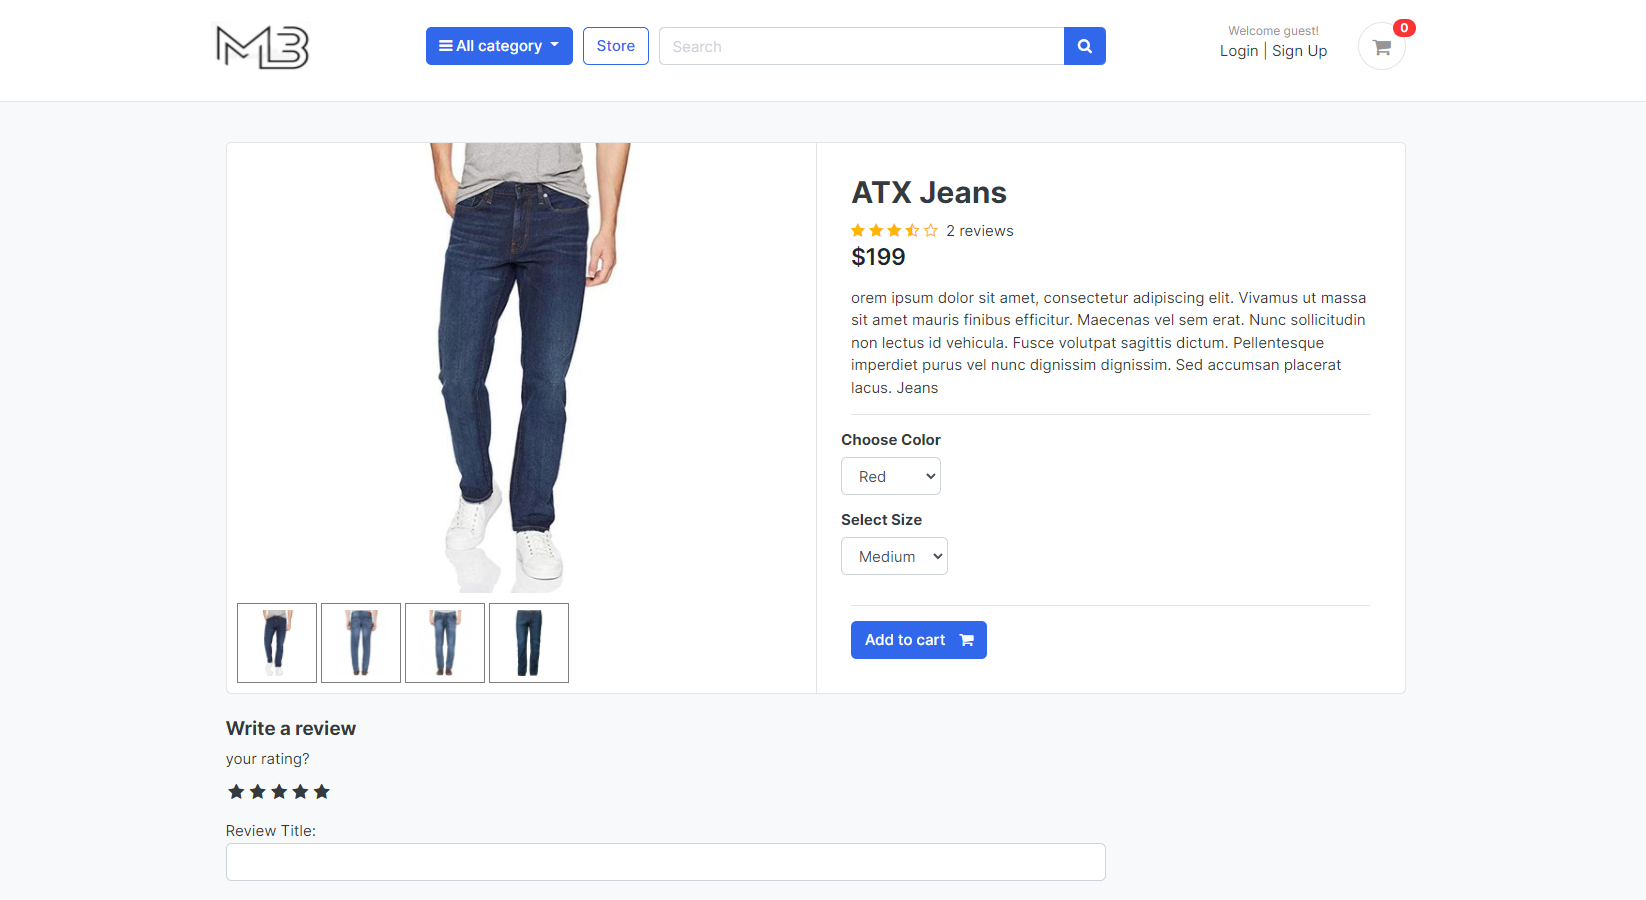 MB
All category
Store
Search
Welcome guest!
Login | Sign Up
0
ATX Jeans
2 reviews
$199
orem ipsum dolor sit amet, consectetur adipiscing elit. Vivamus ut massa
sit amet mauris finibus efficitur. Maecenas vel sem erat. Nunc sollicitudin
non lectus id vehicula. Fusce volutpat sagittis dictum. Pellentesque
imperdiet purus vel nunc dignissim dignissim. Sed accumsan placerat
lacus. Jeans
Choose Color
Red
Select Size
Medium
Add to cart
Write a review
your rating?
Review Title: